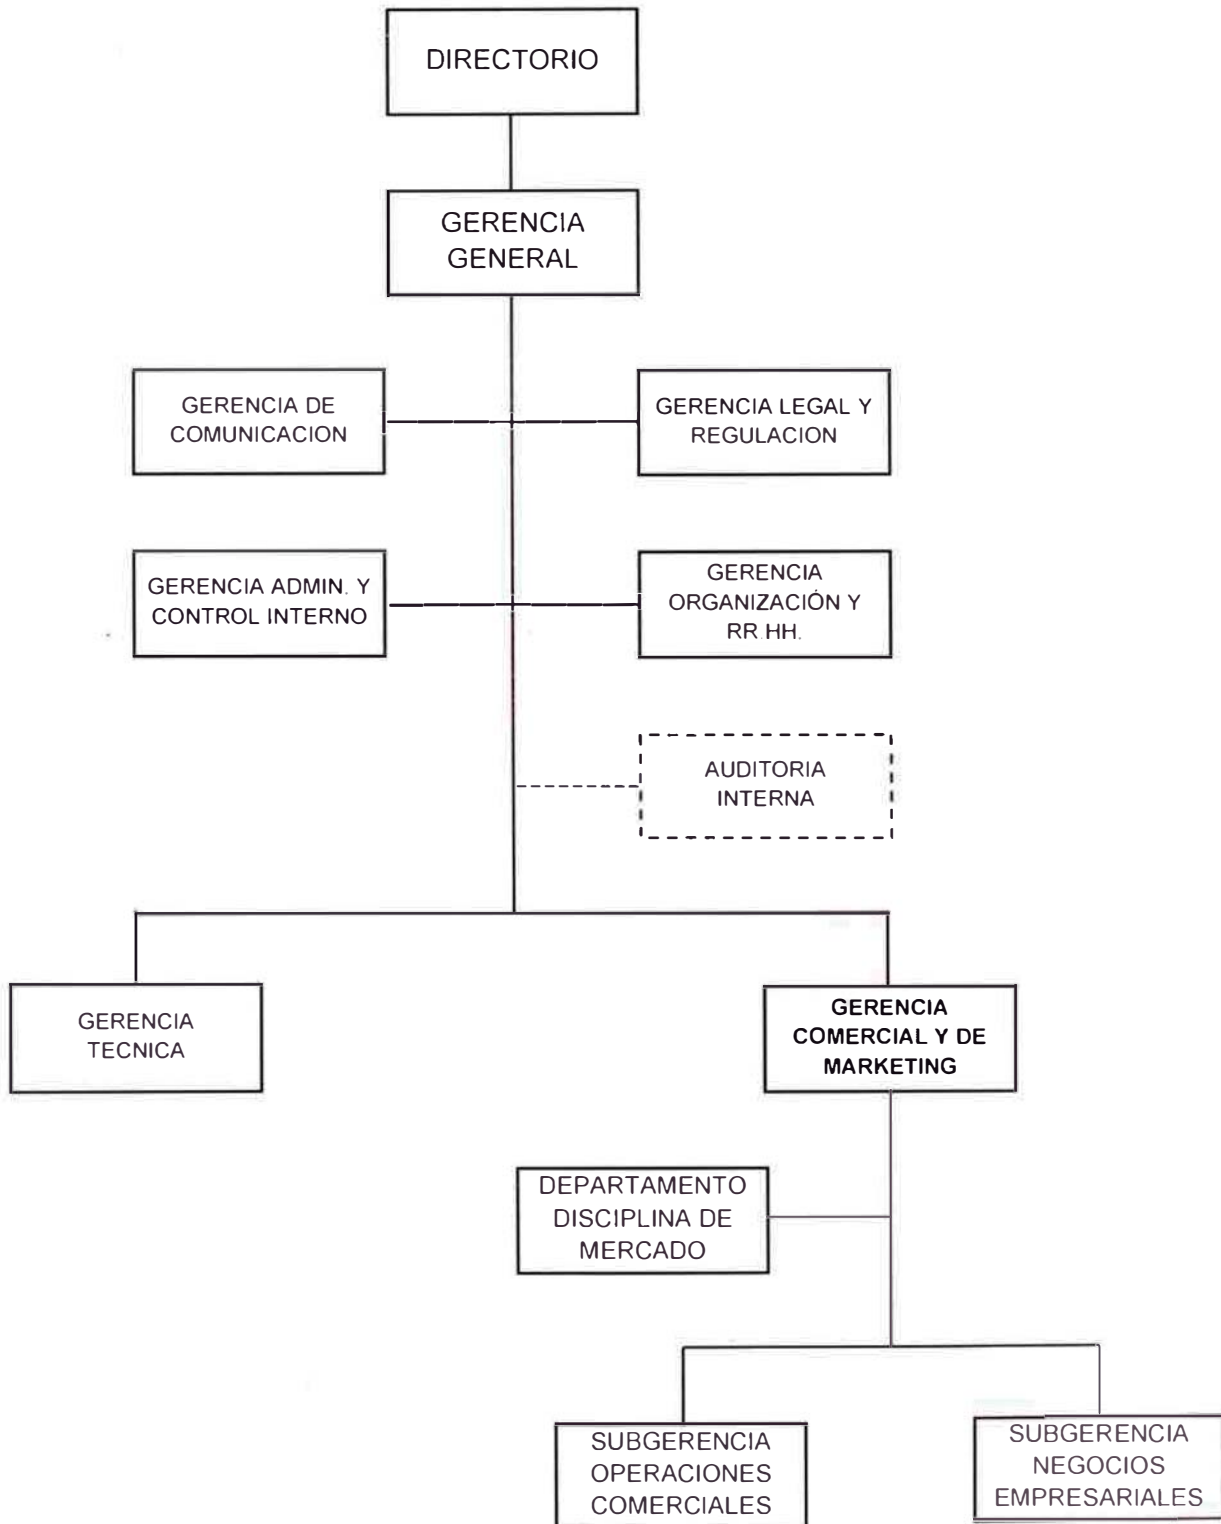 DIRECTORIO
GERENCIA
GENERAL
GERENCIA DE
COMUNICACION
GERENCIA LEGAL Y
REGULACION
GERENCIA ADMIN. Y
CONTROL INTERNO
GERENCIA
ORGANIZACIÓN Y
RR.HH.
AUDITORIA
INTERNA
GERENCIA
TECNICA
GERENCIA
COMERCIAL Y DE
MARKETING
DEPARTAMENTO
DISCIPLINA DE
MERCADO
SUBGERENCIA
OPERACIONES
COMERCIALES
SUBGERENCIA
NEGOCIOS
EMPRESARIALES